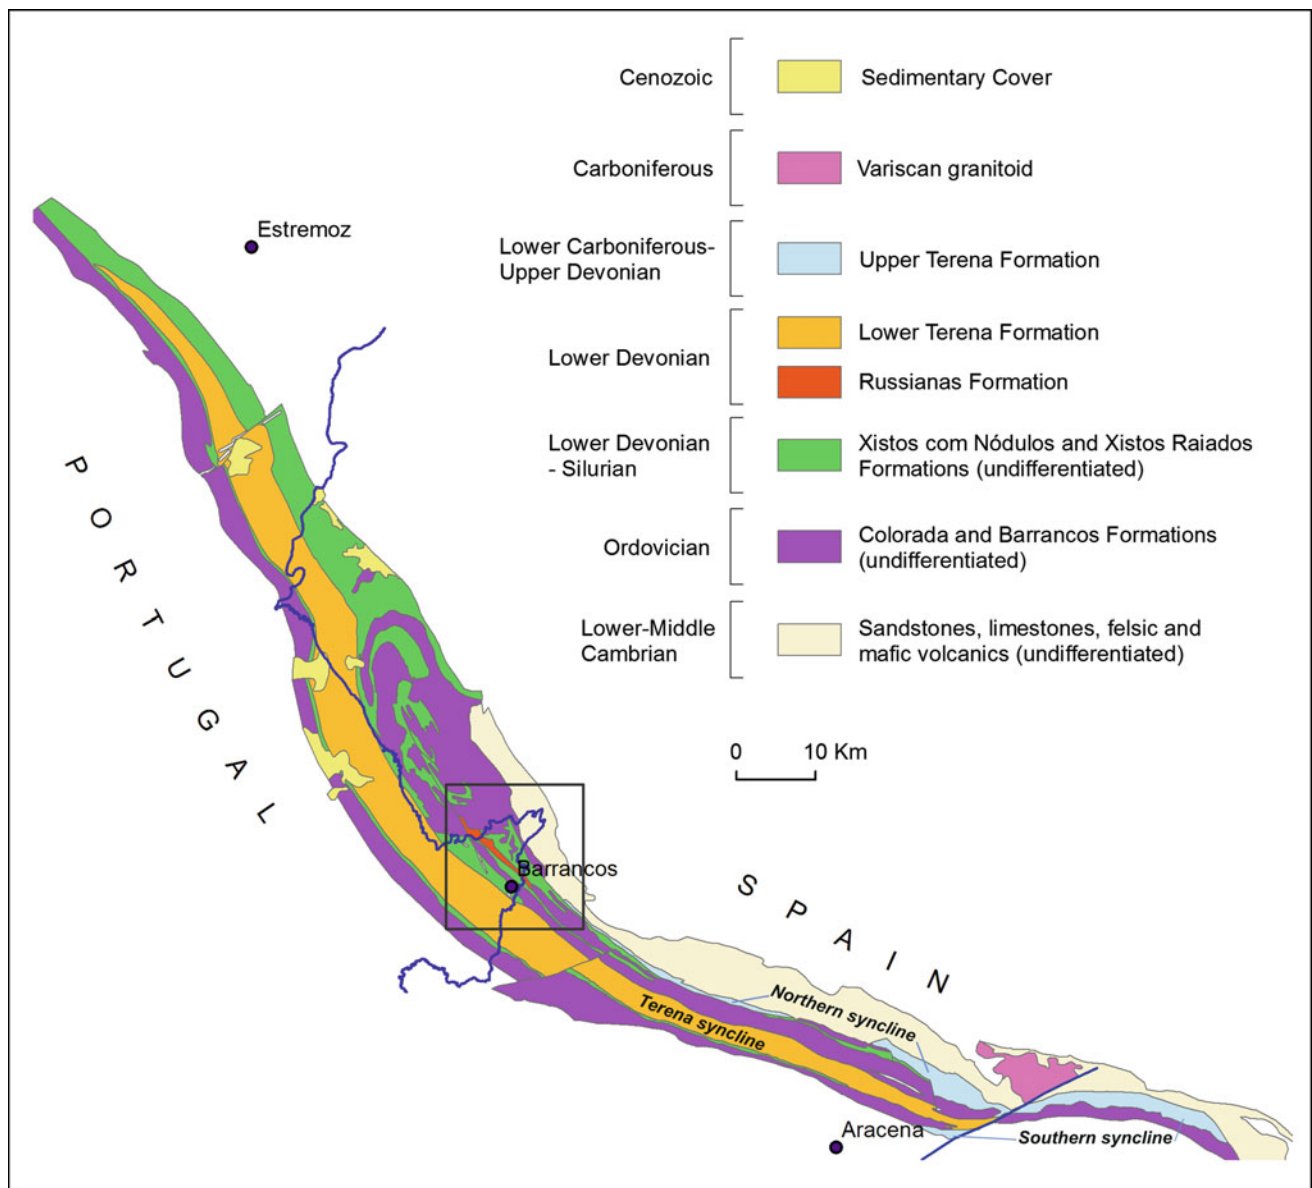 Cenozoic
Sedimentary Cover
Carboniferous
Variscan granitoid
Lower Carboniferous-
Upper Devonian
Upper Terena Formation
Lower Devonian
Lower Terena Formation
Russianas Formation
Lower Devonian
- Silurian
Xistos com Nódulos and Xistos Raiados
Formations (undifferentiated)
Ordovician
Colorada and Barrancos Formations
(undifferentiated)
Lower-Middle
Cambrian
Sandstones, limestones, felsic and
mafic volcanics (undifferentiated)
0 10 Km
Estremoz
PORTUGAL
Barrancos
SPAIN
Northern syncline
Terena syncline
Aracena
Southern syncline